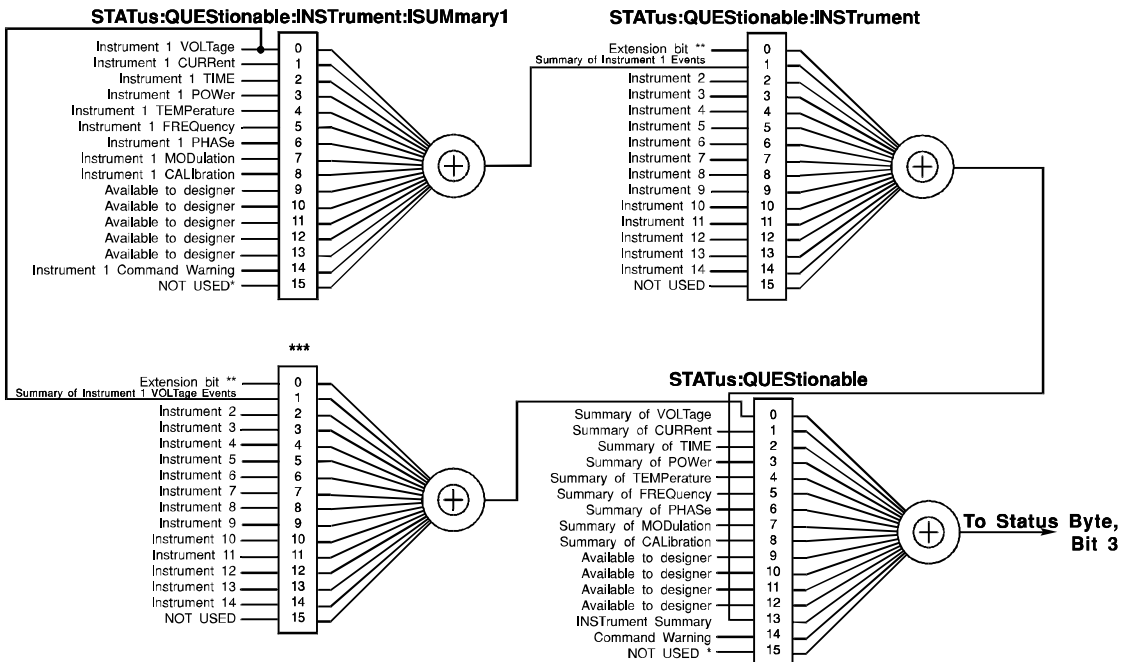 STATus:QUEStionable:INSTrument:ISUMmary1
Instrument 1 VOLTage 0
Instrument 1 CURRent 1
Instrument 1 TIME 2
Instrument 1 POWer 3
Instrument 1 TEMPerature 4
Instrument 1 FREQuency 5
Instrument 1 PHASe 6
Instrument 1 MODulation 7
Instrument 1 CALIbration 8
Available to designer 9
Available to designer 10
Available to designer 11
Available to designer 12
Available to designer 13
Instrument 1 Command Warning 14
NOT USED* 15
+
STATus:QUEStionable:INSTrument
Extension bit ** 0
Summary of Instrument 1 Events 1
Instrument 2 2
Instrument 3 3
Instrument 4 4
Instrument 5 5
Instrument 6 6
Instrument 7 7
Instrument 8 8
Instrument 9 9
Instrument 10 10
Instrument 11 11
Instrument 12 12
Instrument 13 13
Instrument 14 14
NOT USED 15
+
***
Extension bit ** 0
Summary of Instrument 1 VOLTage Events 1
Instrument 2 2
Instrument 3 3
Instrument 4 4
Instrument 5 5
Instrument 6 6
Instrument 7 7
Instrument 8 8
Instrument 9 9
Instrument 10 10
Instrument 11 11
Instrument 12 12
Instrument 13 13
Instrument 14 14
NOT USED 15
+
STATus:QUEStionable
Summary of VOLTage 0
Summary of CURRent 1
Summary of TIME 2
Summary of POWer 3
Summary of TEMPerature 4
Summary of FREQuency 5
Summary of PHASe 6
Summary of MODulation 7
Summary of CALibration 8
Available to designer 9
Available to designer 10
Available to designer 11
Available to designer 12
INSTrument Summary 13
Command Warning 14
NOT USED * 15
+
To Status Byte,
Bit 3